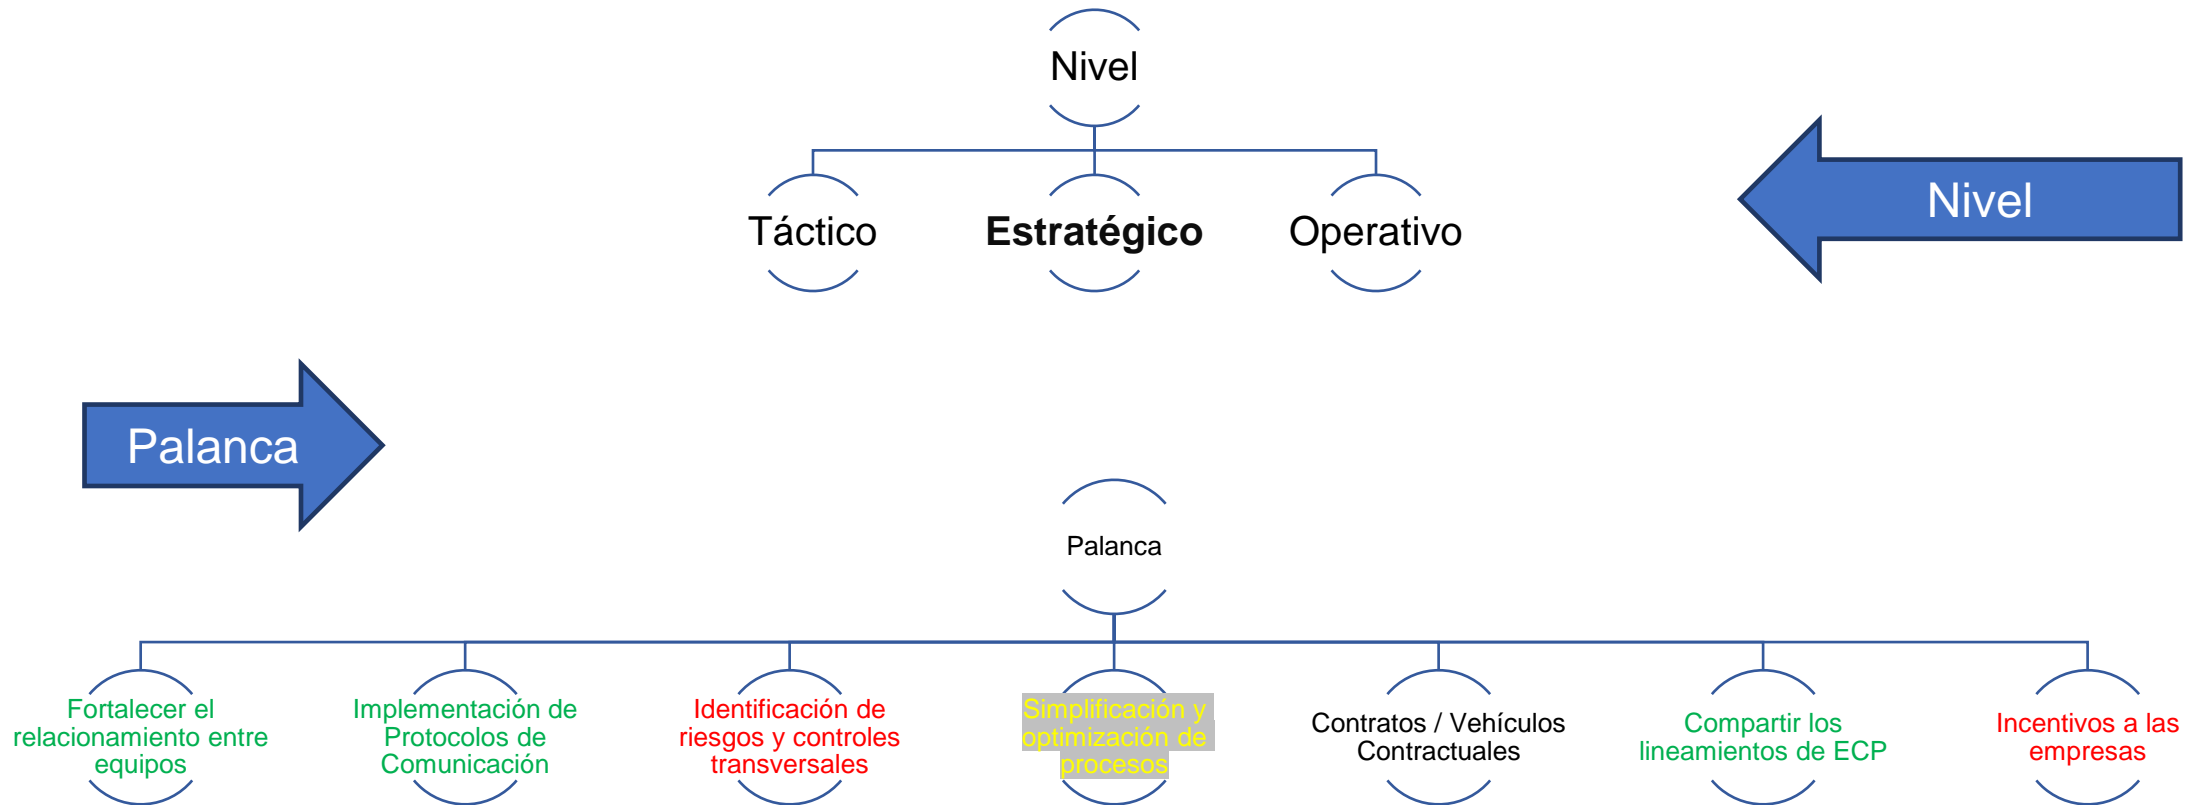 Nivel
Táctico
Estratégico
Operativo
Nivel
Palanca
Palanca
Fortalecer el
relacionamiento entre
equipos
Implementación de
Protocolos de
Comunicación
Identificación de
riesgos y controles
transversales
Simplificación y
optimización de
procesos
Contratos / Vehículos
Contractuales
Compartir los
lineamientos de ECP
Incentivos a las
empresas